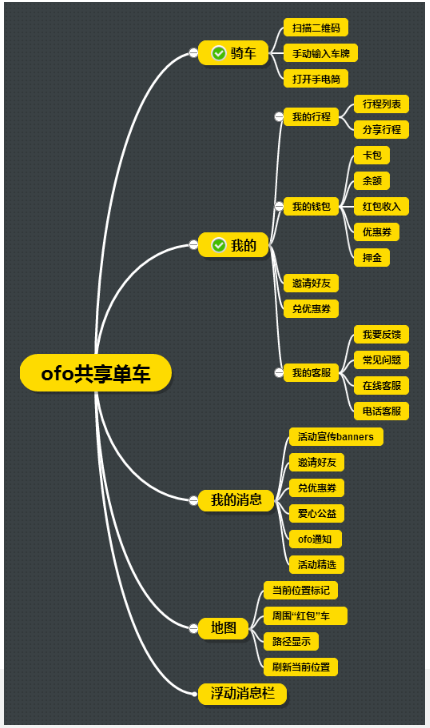 ofo共享单车
骑车
扫描二维码
手动输入车牌
打开手电筒
我的
我的行程
行程列表
分享行程
我的钱包
卡包
余额
红包收入
优惠券
押金
邀请好友
兑优惠券
我的客服
我要反馈
常见问题
在线客服
电话客服
我的消息
活动宣传banners
邀请好友
兑优惠券
爱心公益
ofo通知
活动精选
地图
当前位置标记
周围“红包”车
路径显示
刷新当前位置
浮动消息栏